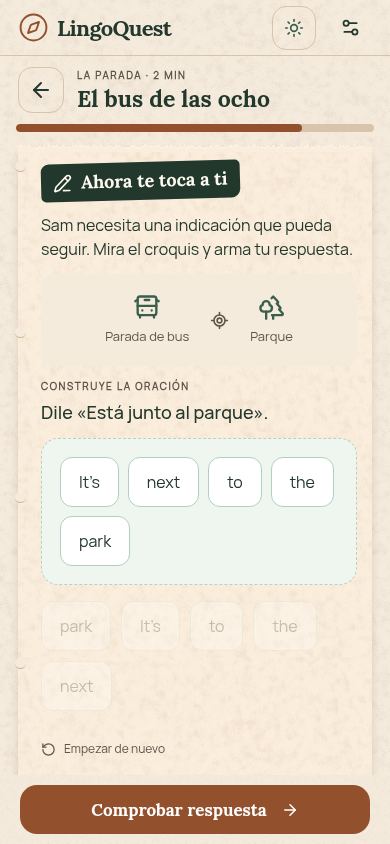 LingoQuest
LA PARADA · 2 MIN
El bus de las ocho
Ahora te toca a ti
Sam necesita una indicación que pueda
seguir. Mira el croquis y arma tu respuesta.
Parada de bus
Parque
CONSTRUYE LA ORACIÓN
Dile «Está junto al parque».
It's next to the
park
park It's to the
next
Empezar de nuevo
Comprobar respuesta